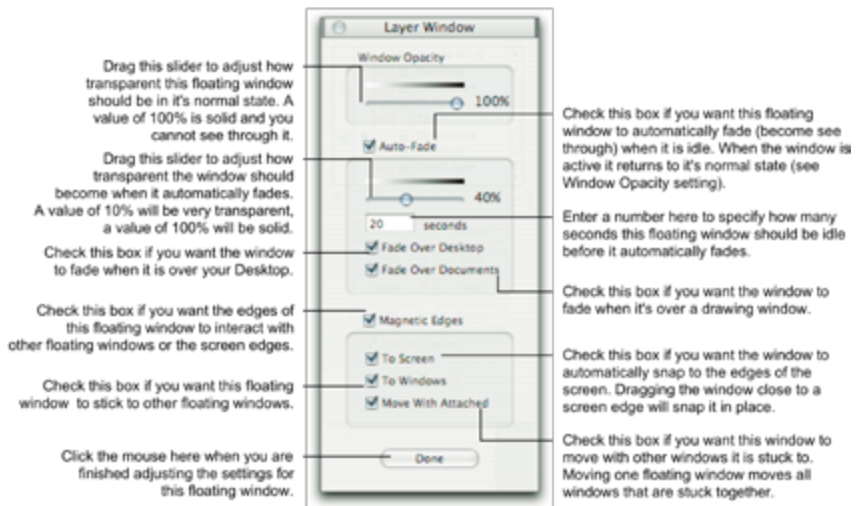 Layer Window
Drag this slider to adjust how
transparent this floating window
should be in it's normal state. A
value of 100% is solid and you
cannot see through it.
Drag this slider to adjust how
transparent the window should
become when it automatically fades.
A value of 10% will be very transparent,
a value of 100% will be solid.
Check this box if you want the window
to fade when it is over your Desktop.
Check this box if you want the edges of
this floating window to interact with
other floating windows or the screen edges.
Check this box if you want this floating
window to stick to other floating windows.
Click the mouse here when you are
finished adjusting the settings for
this floating window.
Window Opacity
100%
Auto-Fade
40%
20 seconds
Fade Over Desktop
Fade Over Documents
Magnetic Edges
To Screen
To Windows
Move With Attached
Done
Check this box if you want this floating
window to automatically fade (become see
through) when it is idle. When the window is
active it returns to it's normal state (see
Window Opacity setting).
Enter a number here to specify how many
seconds this floating window should be idle
before it automatically fades.
Check this box if you want the window to
fade when it's over a drawing window.
Check this box if you want the window to
automatically snap to the edges of the
screen. Dragging the window close to a
screen edge will snap it in place.
Check this box if you want this window to
move with other windows it is stuck to.
Moving one floating window moves all
windows that are stuck together.